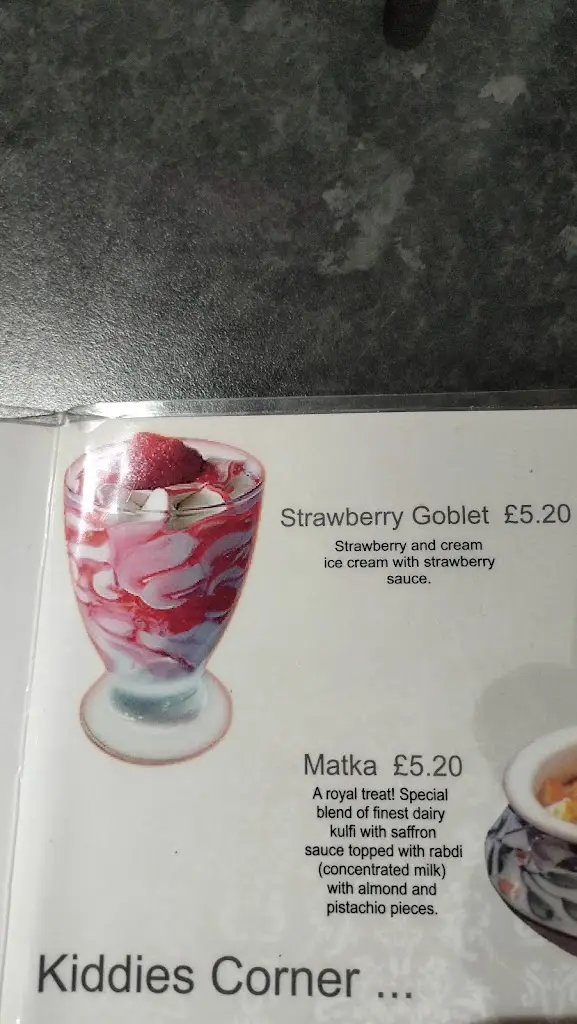 Strawberry Goblet £5.20
Strawberry and cream
ice cream with strawberry
sauce.
Matka £5.20
A royal treat! Special
blend of finest dairy
kulfi with saffron
sauce topped with rabdi
(concentrated milk)
with almond and
pistachio pieces.
Kiddies Corner ...